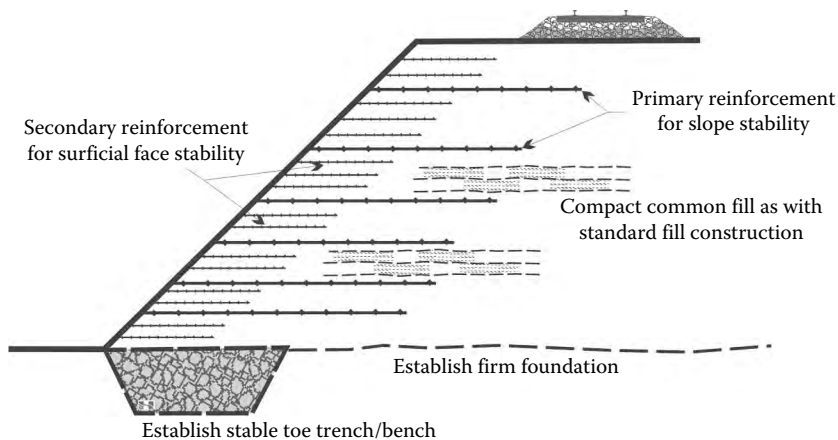 Primary reinforcement
for slope stability
Secondary reinforcement
for surficial face stability
Compact common fill as with
standard fill construction
Establish firm foundation
Establish stable toe trench/bench